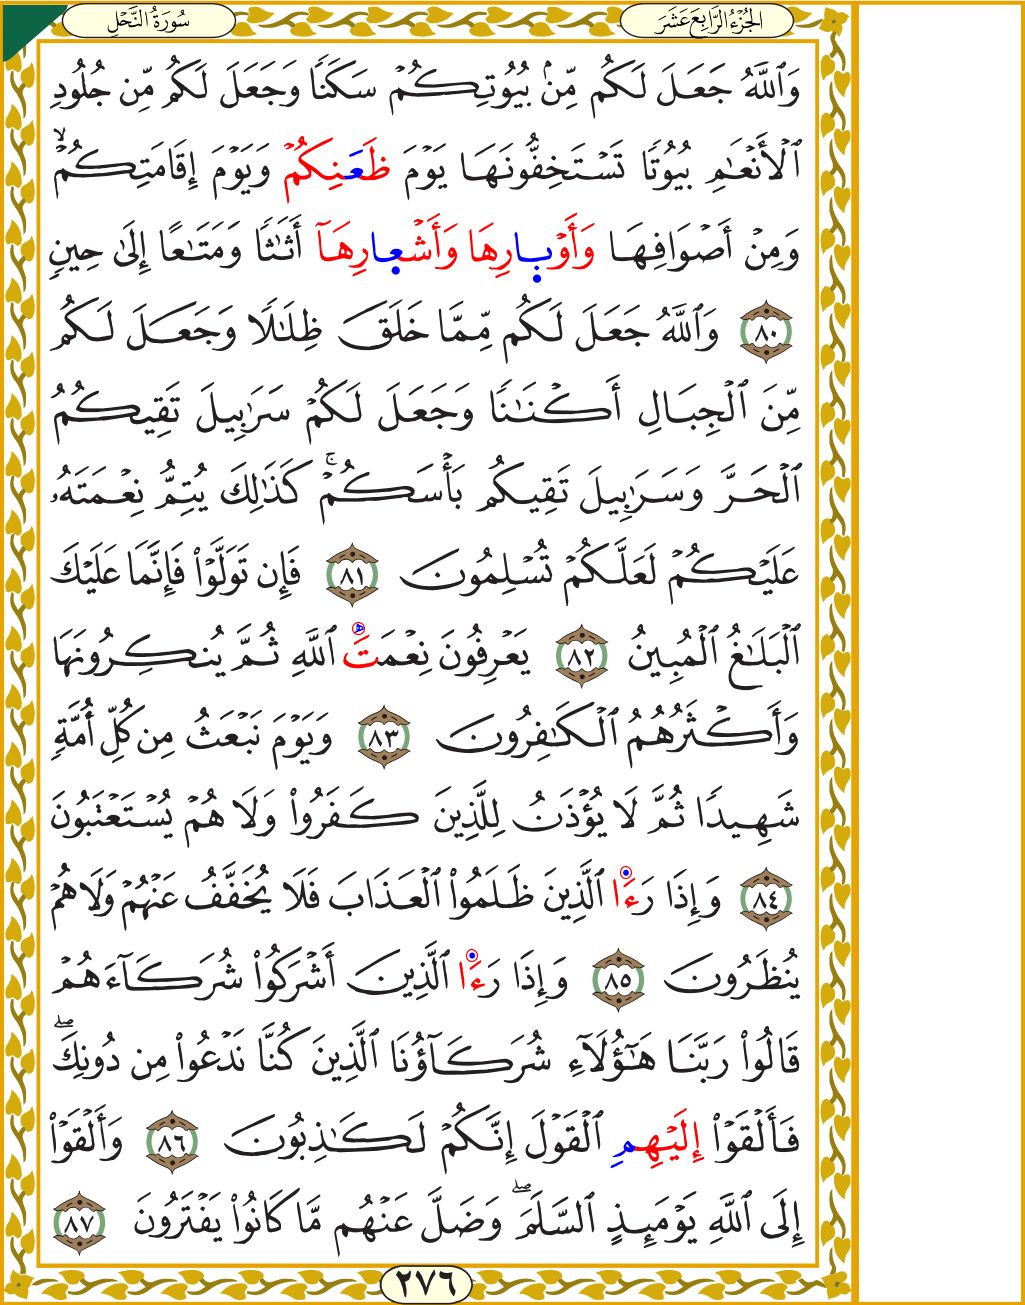 الجُزْءُ الرَّابِعَ عَشَرَ
سُورَةُ النَّحْلِ
وَٱللَّهُ جَعَلَ لَكُم مِّنۢ بُيُوتِكُمۡ سَكَنٗا وَجَعَلَ لَكُم مِّن جُلُودِ
ٱلۡأَنۡعَٰمِ بُيُوتٗا تَسۡتَخِفُّونَهَا يَوۡمَ ظَعَنِكُمۡ وَيَوۡمَ إِقَامَتِكُمۡۙ
وَمِنۡ أَصۡوَافِهَا وَأَوۡبارِهَا وَأَشۡعارِهَآ أَثَٰثٗا وَمَتَٰعًا إِلَىٰ حِينٖ
٨٠ وَٱللَّهُ جَعَلَ لَكُم مِّمَّا خَلَقَ ظِلَٰلٗا وَجَعَلَ لَكُم
مِّنَ ٱلۡجِبَالِ أَكۡنَٰنٗا وَجَعَلَ لَكُمۡ سَرَٰبِيلَ تَقِيكُمُ
ٱلۡحَرَّ وَسَرَٰبِيلَ تَقِيكُم بَأۡسَكُمۡۚ كَذَٰلِكَ يُتِمُّ نِعۡمَتَهُۥ
عَلَيۡكُمۡ لَعَلَّكُمۡ تُسۡلِمُونَ ٨١ فَإِن تَوَلَّوۡاْ فَإِنَّمَا عَلَيۡكَ
ٱلۡبَلَٰغُ ٱلۡمُبِينُ ٨٢ يَعۡرِفُونَ نِعۡمَتَ ٱللَّهِ ثُمَّ يُنكِرُونَهَا
وَأَكۡثَرُهُمُ ٱلۡكَٰفِرُونَ ٨٣ وَيَوۡمَ نَبۡعَثُ مِن كُلِّ أُمَّةٖ
شَهِيدٗا ثُمَّ لَا يُؤۡذَنُ لِلَّذِينَ كَفَرُواْ وَلَا هُمۡ يُسۡتَعۡتَبُونَ
٨٤ وَإِذَا رَءَا ٱلَّذِينَ ظَلَمُواْ ٱلۡعَذَابَ فَلَا يُخَفَّفُ عَنۡهُمۡ وَلَا هُمۡ
يُنظَرُونَ ٨٥ وَإِذَا رَءَا ٱلَّذِينَ أَشۡرَكُواْ شُرَكَآءَهُمۡ
قَالُواْ رَبَّنَا هَٰٓؤُلَآءِ شُرَكَآؤُنَا ٱلَّذِينَ كُنَّا نَدۡعُواْ مِن دُونِكَۖ
فَأَلۡقَوۡاْ إِلَيۡهِمِ ٱلۡقَوۡلَ إِنَّكُمۡ لَكَٰذِبُونَ ٨٦ وَأَلۡقَوۡاْ
إِلَى ٱللَّهِ يَوۡمَئِذٍ ٱلسَّلَمَۖ وَضَلَّ عَنۡهُم مَّا كَانُواْ يَفۡتَرُونَ ٨٧
٢٧٦